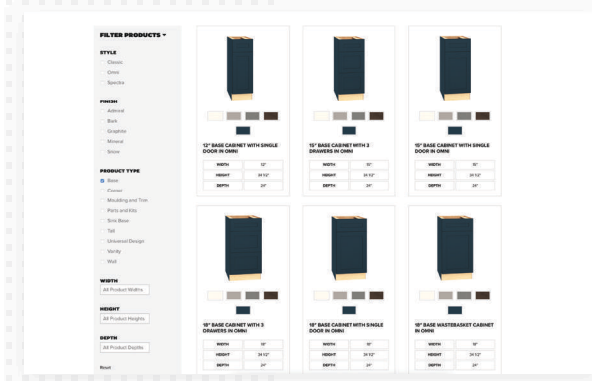 FILTER PRODUCTS
STYLE
Classic
Omni
Spectra
FINISH
Admiral
Bark
Graphite
Mineral
Snow
PRODUCT TYPE
Base
Corner
Moulding and Trim
Parts and Kits
Sink Base
Tall
Universal Design
Vanity
Wall
WIDTH
All Product Widths
HEIGHT
All Product Heights
DEPTH
All Product Depths
Reset
12" BASE CABINET WITH SINGLE
DOOR IN OMNI
WIDTH 12"
HEIGHT 34 1/2"
DEPTH 24"
15" BASE CABINET WITH 3
DRAWERS IN OMNI
WIDTH 15"
HEIGHT 34 1/2"
DEPTH 24"
15" BASE CABINET WITH SINGLE
DOOR IN OMNI
WIDTH 15"
HEIGHT 34 1/2"
DEPTH 24"
18" BASE CABINET WITH 3
DRAWERS IN OMNI
WIDTH 18"
HEIGHT 34 1/2"
DEPTH 24"
18" BASE CABINET WITH SINGLE
DOOR IN OMNI
WIDTH 18"
HEIGHT 34 1/2"
DEPTH 24"
18" BASE WASTEBASKET CABINET
IN OMNI
WIDTH 18"
HEIGHT 34 1/2"
DEPTH 24"